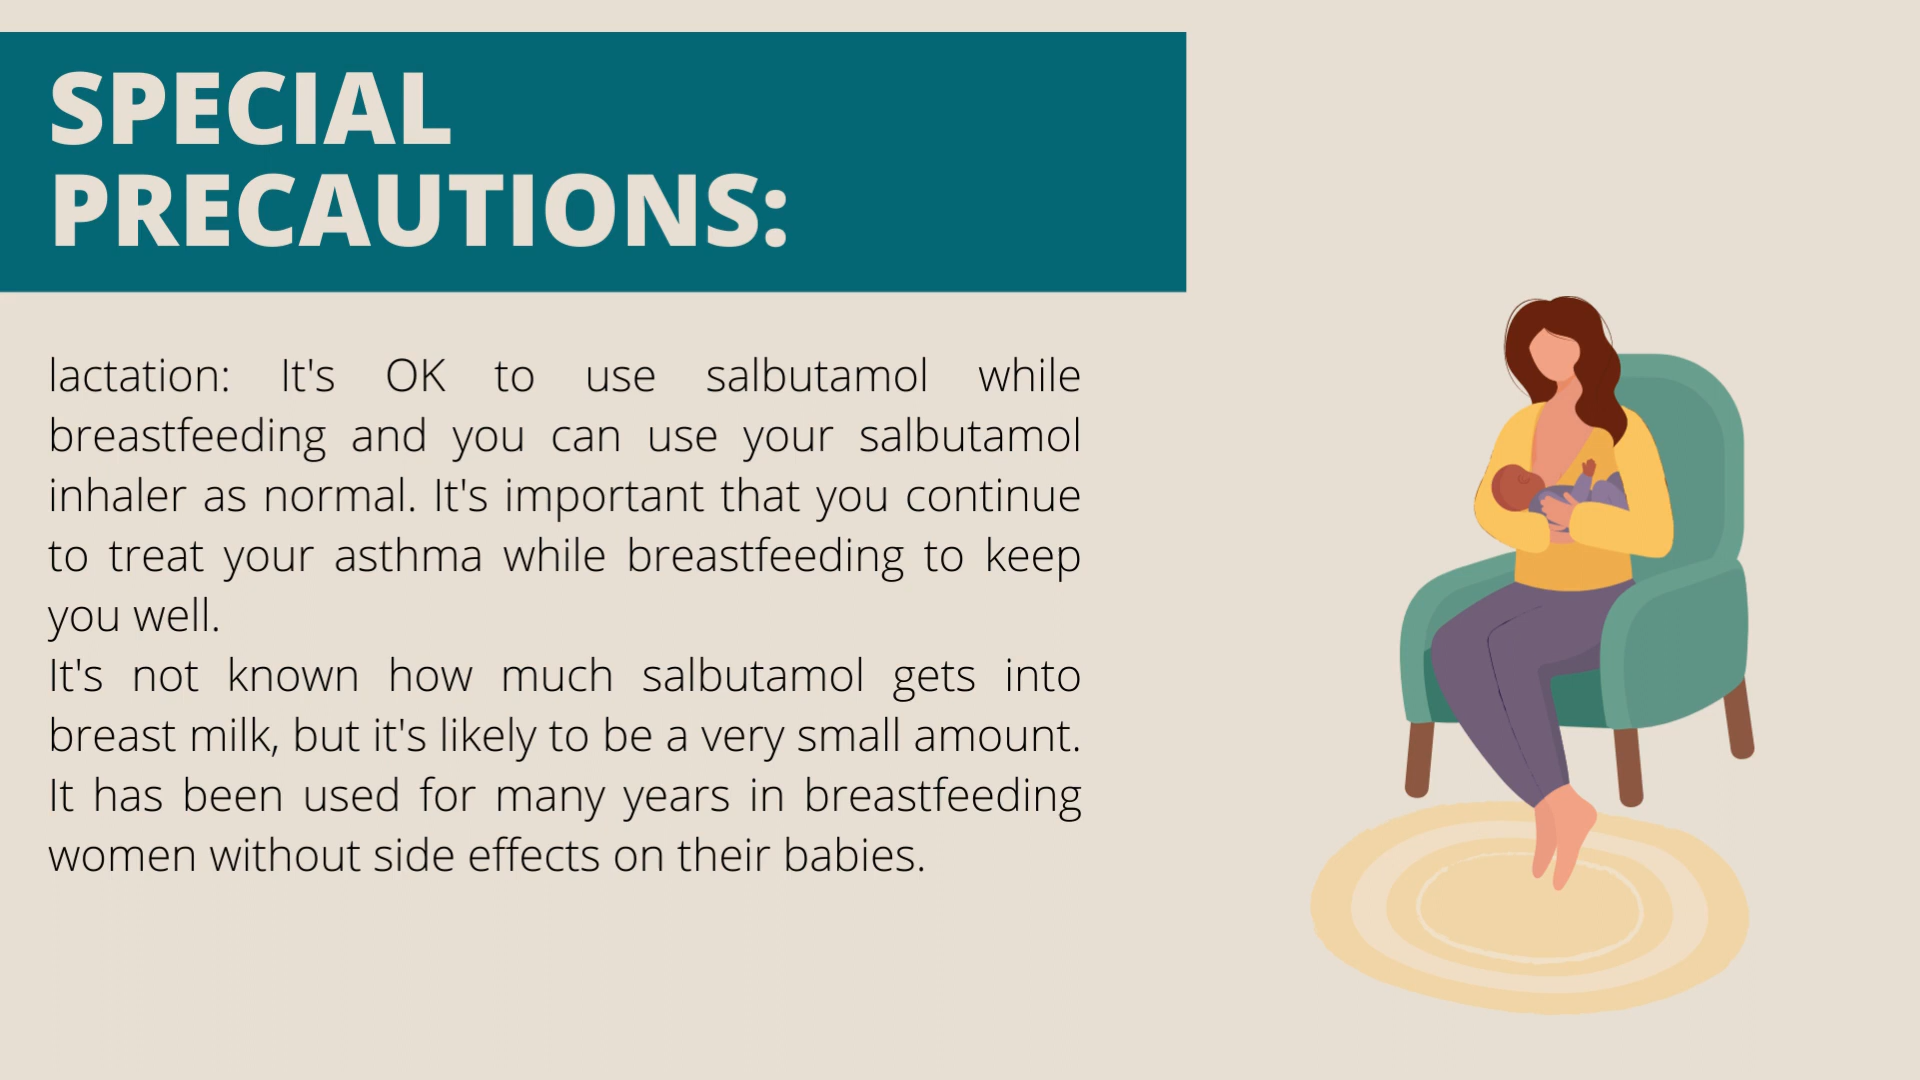 SPECIAL
PRECAUTIONS:
lactation: It's OK to use salbutamol while
breastfeeding and you can use your salbutamol
inhaler as normal. It's important that you continue
to treat your asthma while breastfeeding to keep
you well.
It's not known how much salbutamol gets into
breast milk, but it's likely to be a very small amount.
It has been used for many years in breastfeeding
women without side effects on their babies.